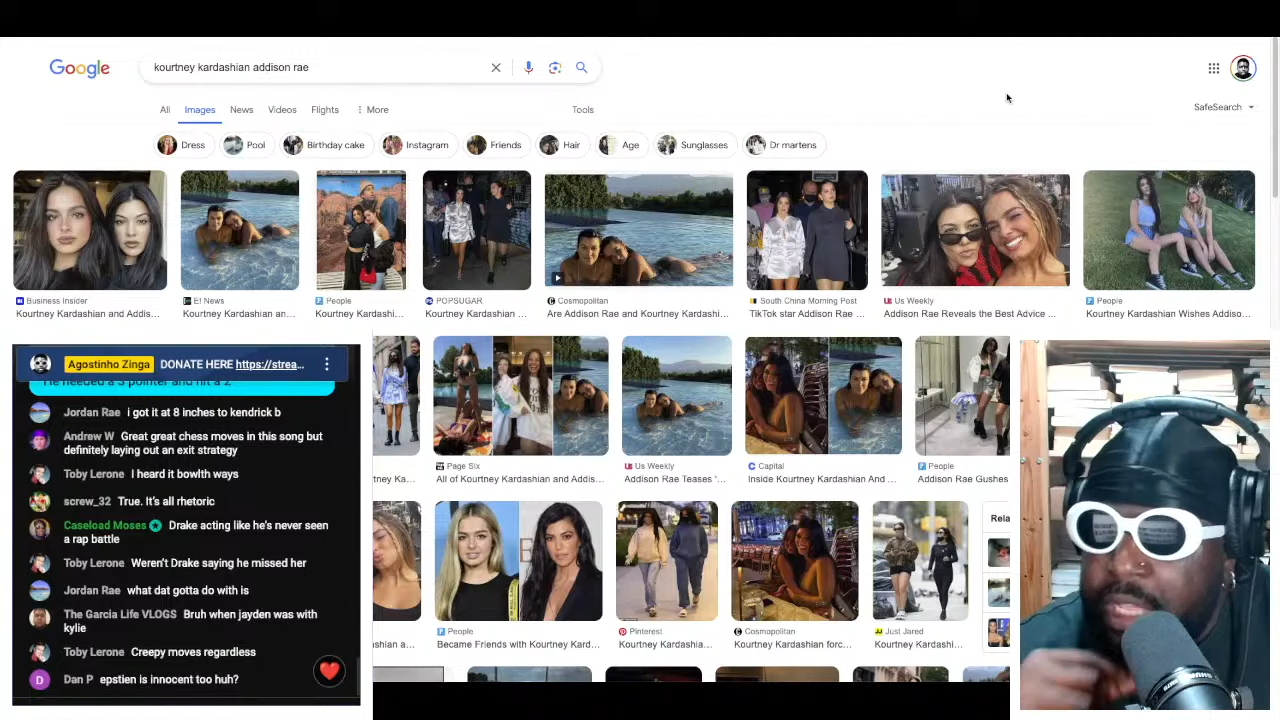 Google
kourtney kardashian addison rae
All
Images
News
Videos
Flights
More
Tools
SafeSearch
Dress
Pool
Birthday cake
Instagram
Friends
Hair
Age
Sunglasses
Dr martens
Business Insider
Kourtney Kardashian and Addis...
E! News
Kourtney Kardashian an...
People
Kourtney Kardashi...
POPSUGAR
Kourtney Kardashian ...
Cosmopolitan
Are Addison Rae and Kourtney Kardashi...
South China Morning Post
TikTok star Addison Rae ...
Us Weekly
Addison Rae Reveals the Best Advice ...
People
Kourtney Kardashian Wishes Addiso...
Agostinho Zinga DONATE HERE https://strea...
He needed a 3 pointer and hit a 2
Jordan Rae i got it at 8 inches to kendrick b
Andrew W Great great chess moves in this song but
definitely laying out an exit strategy
Toby Lerone I heard it bowlth ways
screw_32 True. It's all rhetoric
Caseload Moses Drake acting like he's never seen
a rap battle
Toby Lerone Weren't Drake saying he missed her
Jordan Rae what dat gotta do with is
The Garcia Life VLOGS Bruh when jayden was with
kylie
Toby Lerone Creepy moves regardless
Dan P epstien is innocent too huh?
Ka...
Page Six
All of Kourtney Kardashian and Addis...
Us Weekly
Addison Rae Teases '...
Capital
Inside Kourtney Kardashian And ...
People
Addison Rae Gushes
Rela
an a...
People
Became Friends with Kourtney Kard...
Pinterest
Kourtney Kardashia...
Cosmopolitan
Kourtney Kardashian forc...
Just Jared
Kourtney Kardashi...